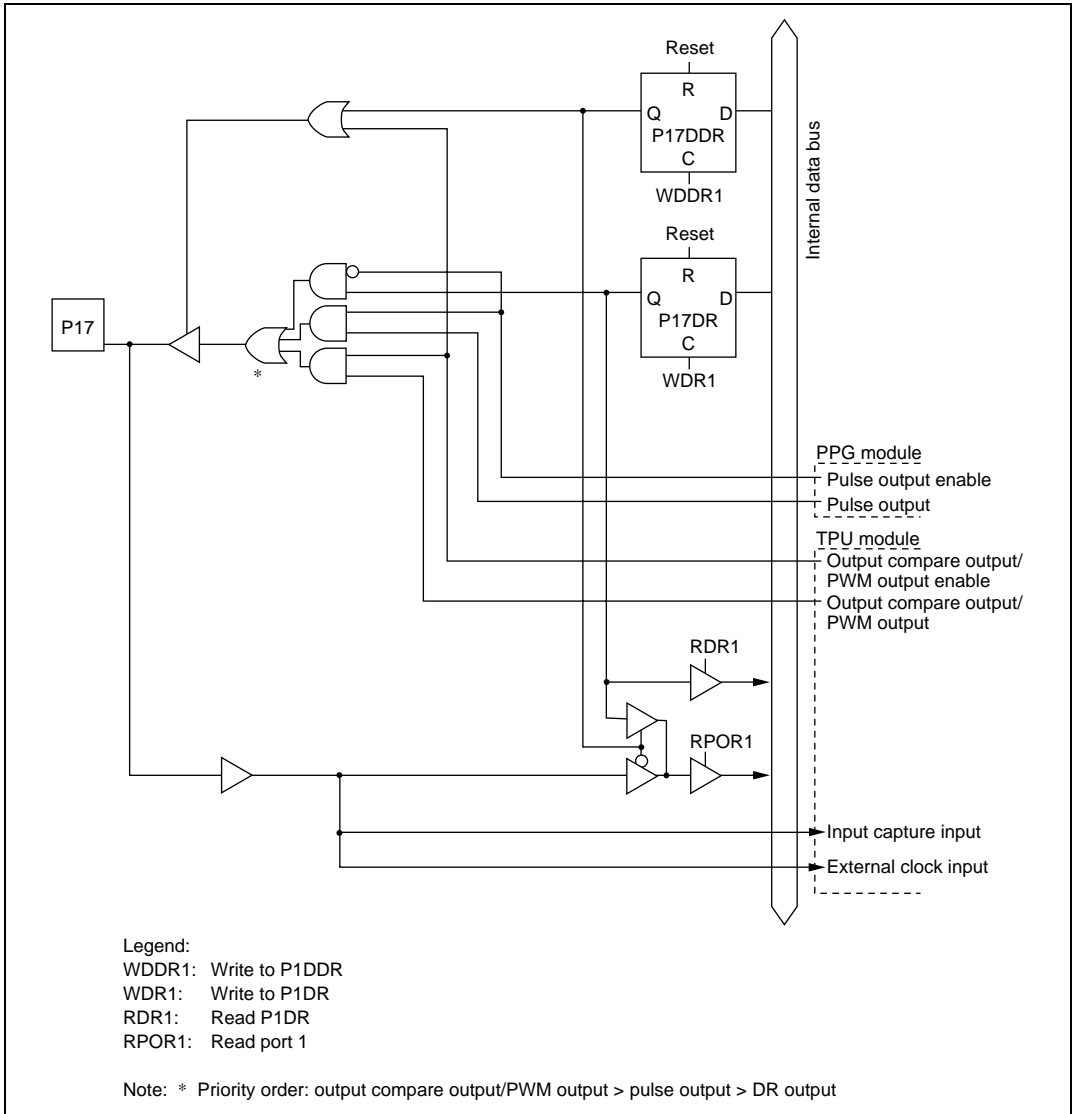 Reset
R
Q D
P17DDR
C
WDDR1
Internal data bus
Reset
R
Q D
P17DR
C
WDR1
P17
*
PPG module
Pulse output enable
Pulse output
TPU module
Output compare output/
PWM output enable
Output compare output/
PWM output
RDR1
RPOR1
Input capture input
External clock input
Legend:
WDDR1: Write to P1DDR
WDR1: Write to P1DR
RDR1: Read P1DR
RPOR1: Read port 1
Note: * Priority order: output compare output/PWM output > pulse output > DR output